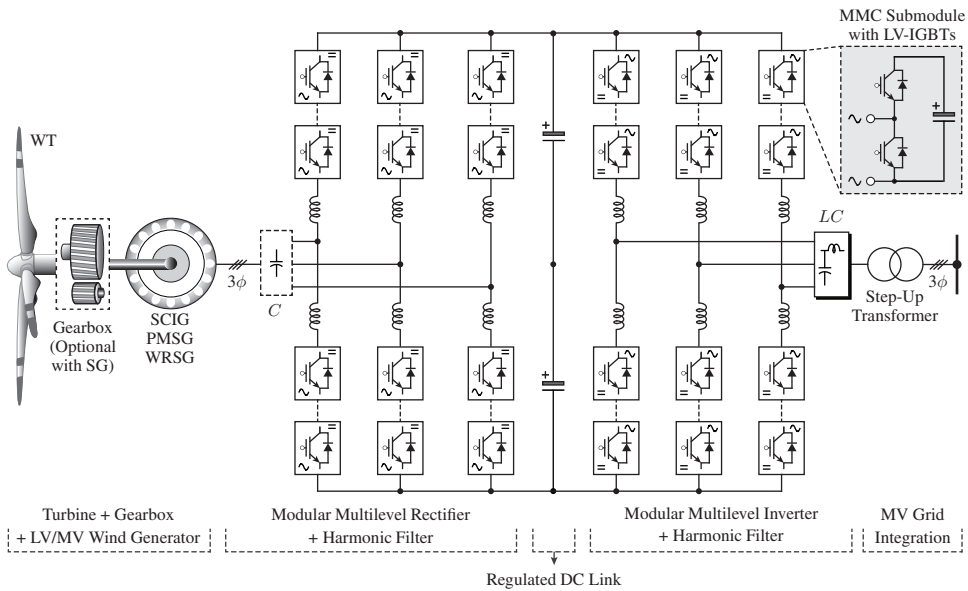 MMC Submodule
with LV-IGBTs
WT
3ϕ
C
LC
3ϕ
Gearbox
(Optional
with SG)
SCIG
PMSG
WRSG
Step-Up
Transformer
Turbine + Gearbox
+ LV/MV Wind Generator
Modular Multilevel Rectifier
+ Harmonic Filter
Modular Multilevel Inverter
+ Harmonic Filter
MV Grid
Integration
Regulated DC Link